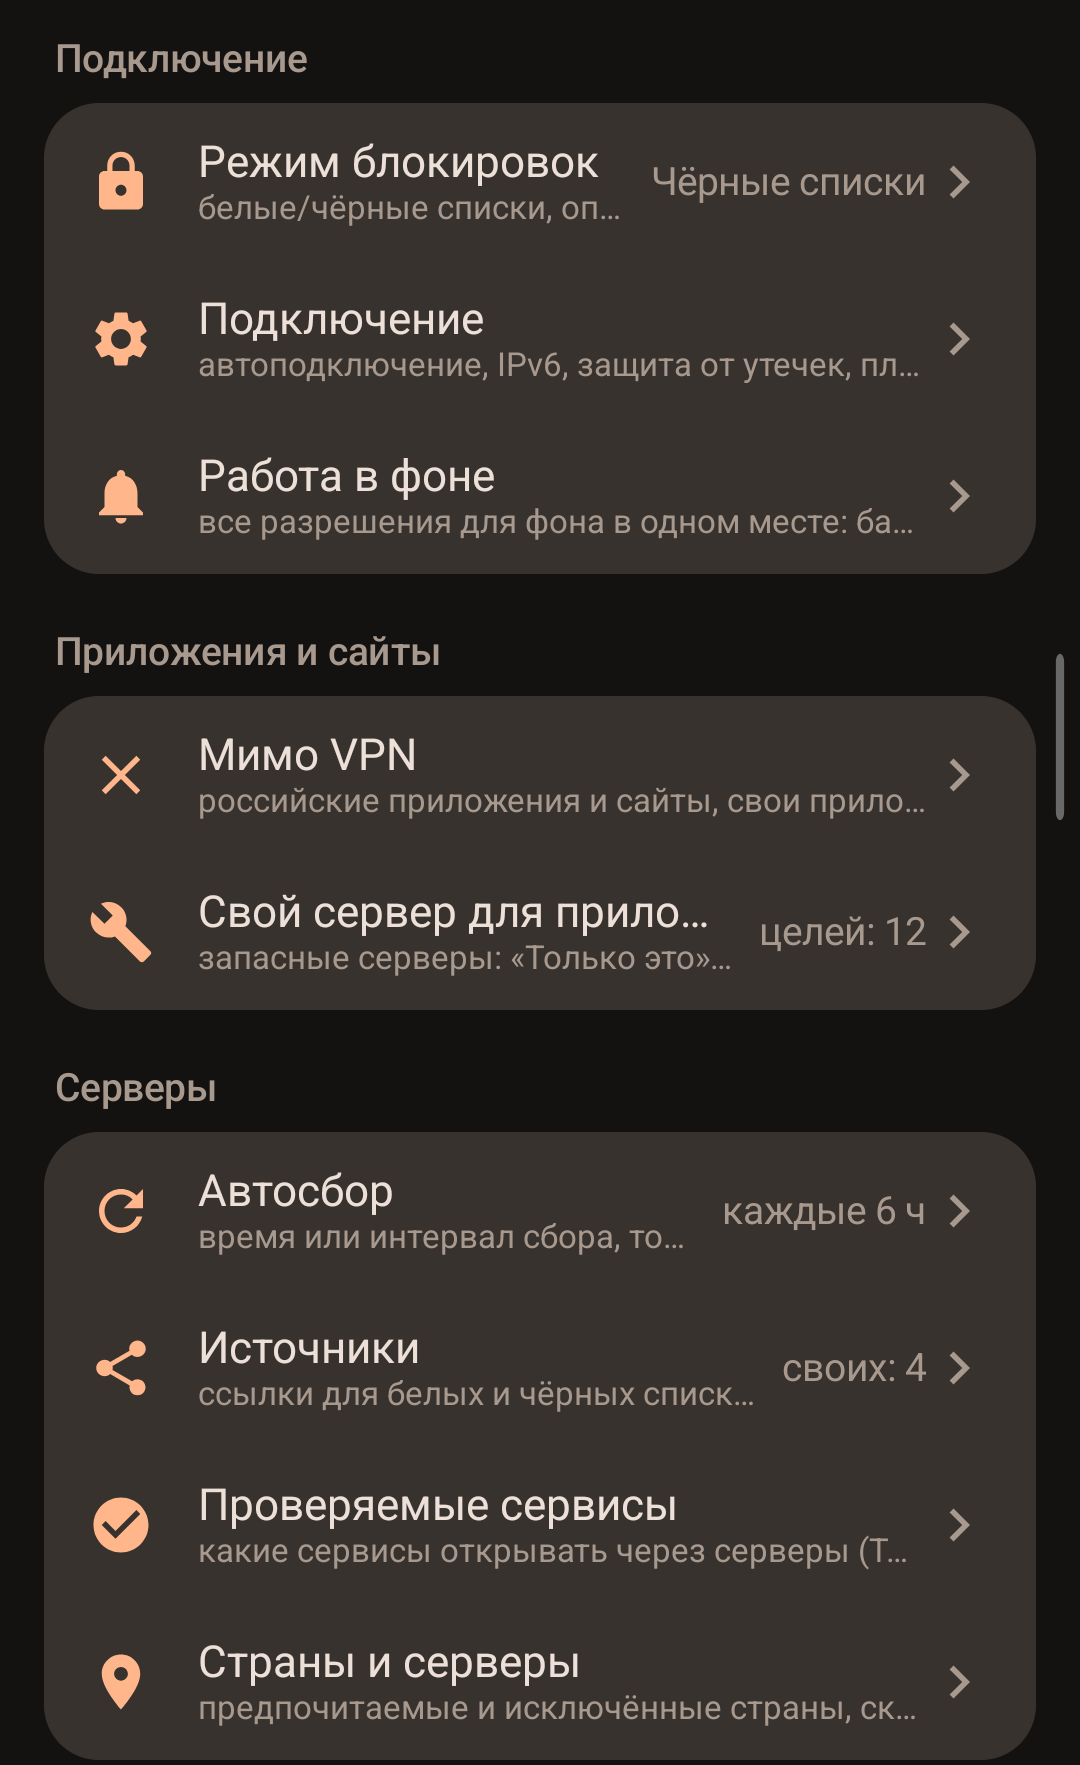 Подключение
Режим блокировок
белые/чёрные списки, оп…
Чёрные списки
Подключение
автоподключение, IPv6, защита от утечек, пл…
Работа в фоне
все разрешения для фона в одном месте: ба…
Приложения и сайты
Мимо VPN
российские приложения и сайты, свои прило…
Свой сервер для прило…
запасные серверы: «Только это»…
целей: 12
Серверы
Автосбор
время или интервал сбора, то…
каждые 6 ч
Источники
ссылки для белых и чёрных списк…
своих: 4
Проверяемые сервисы
какие сервисы открывать через серверы (Т…
Страны и серверы
предпочитаемые и исключённые страны, ск…